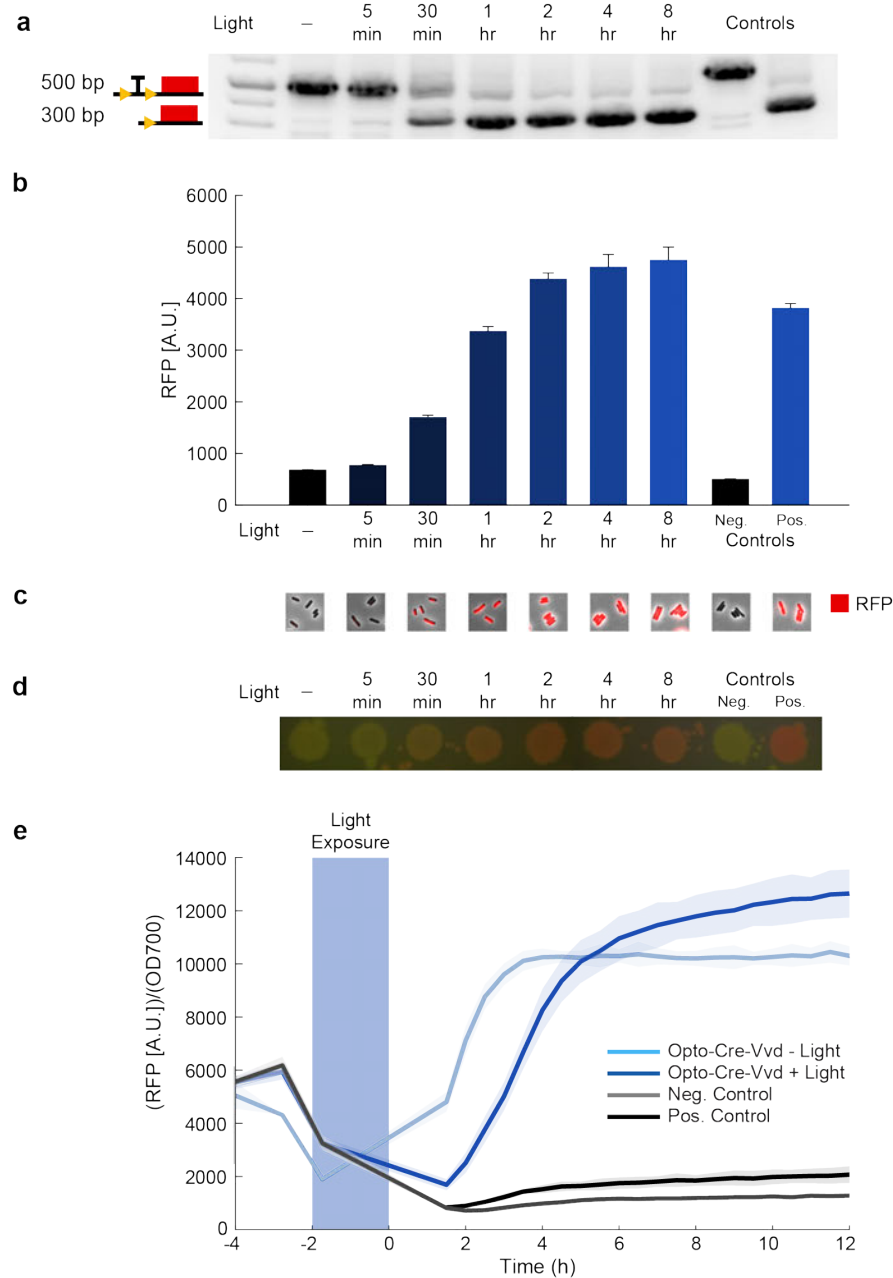 a
Light – 5 min 30 min 1 hr 2 hr 4 hr 8 hr Controls
500 bp
300 bp
b
6000
5000
4000
3000
2000
1000
0
RFP [A.U.]
Light – 5 min 30 min 1 hr 2 hr 4 hr 8 hr Neg. Pos. Controls
c
RFP
d
Light – 5 min 30 min 1 hr 2 hr 4 hr 8 hr Controls Neg. Pos.
e
Light
Exposure
14000
12000
10000
8000
6000
4000
2000
0
(RFP [A.U.])/(OD700)
Opto-Cre-Vvd - Light
Opto-Cre-Vvd + Light
Neg. Control
Pos. Control
-4 -2 0 2 4 6 8 10 12
Time (h)